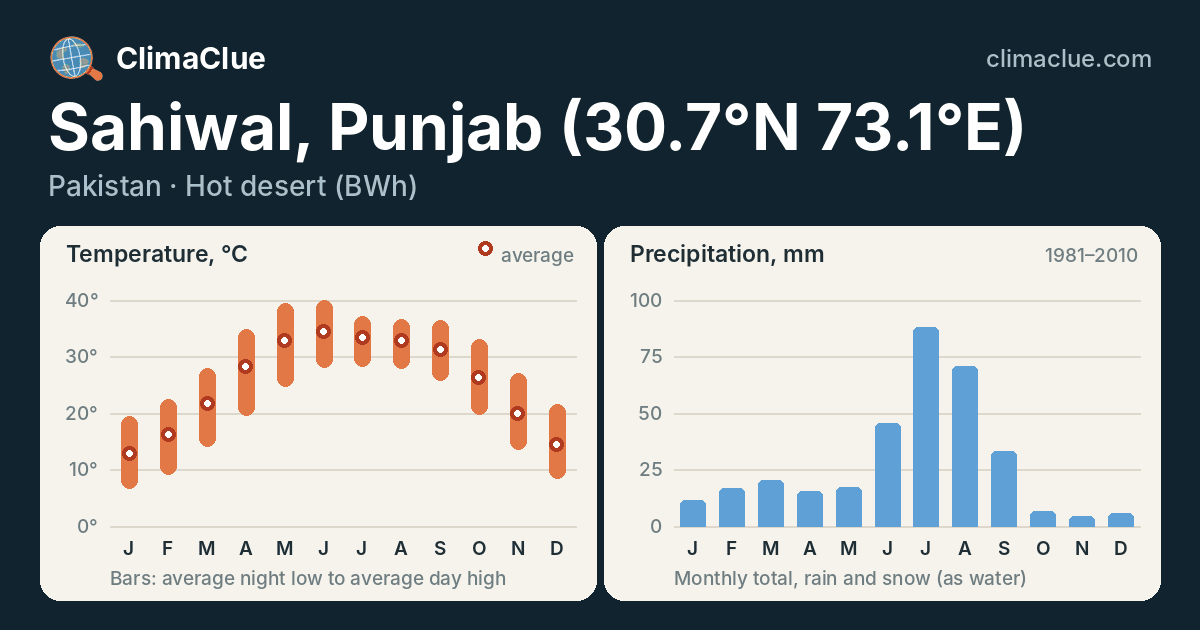 ClimaClue
climaclue.com
Sahiwal, Punjab (30.7°N 73.1°E)
Pakistan · Hot desert (BWh)
Temperature, °C
average
40°
30°
20°
10°
0°
J F M A M J J A S O N D
Bars: average night low to average day high
Precipitation, mm
1981–2010
100
75
50
25
0
J F M A M J J A S O N D
Monthly total, rain and snow (as water)